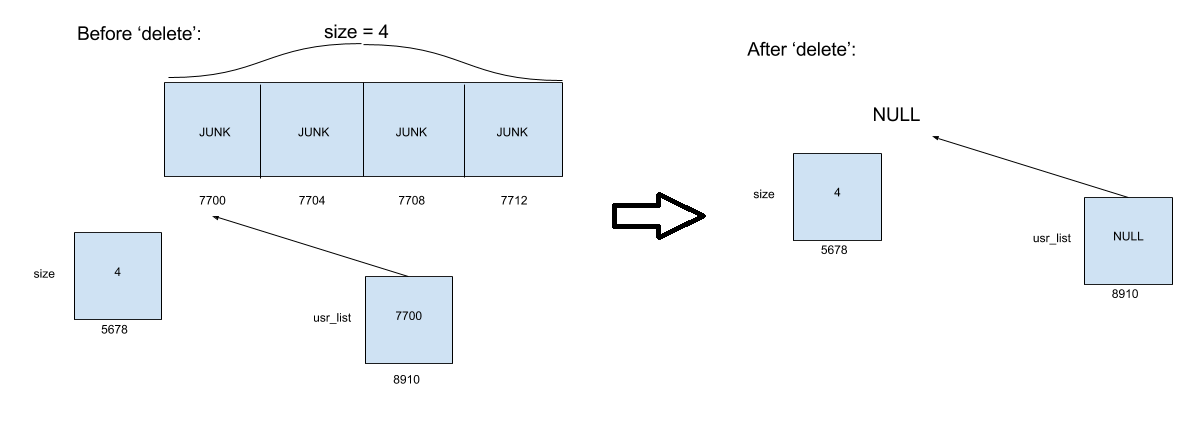 Before ‘delete’:
size = 4
JUNK JUNK JUNK JUNK
7700 7704 7708 7712
size
4
5678
usr_list
7700
8910
After ‘delete’:
NULL
size
4
5678
usr_list
NULL
8910